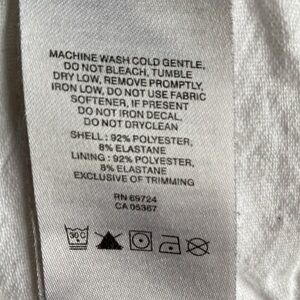 MACHINE WASH COLD GENTLE,
DO NOT BLEACH, TUMBLE
DRY LOW, REMOVE PROMPTLY,
IRON LOW, DO NOT USE FABRIC
SOFTENER, IF PRESENT
DO NOT IRON DECAL,
DO NOT DRYCLEAN
SHELL : 92% POLYESTER,
8% ELASTANE
LINING : 92% POLYESTER,
8% ELASTANE
EXCLUSIVE OF TRIMMING
RN 69724
CA 05367
30 C